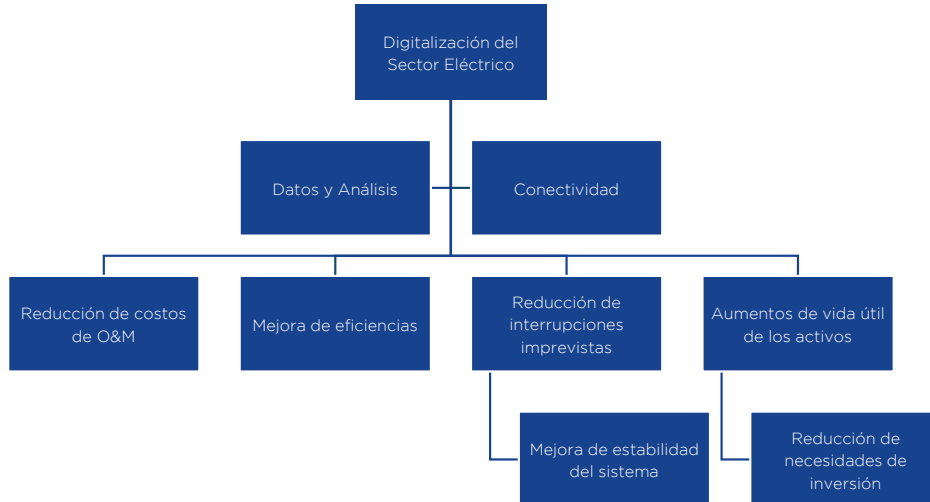 Digitalización del
Sector Eléctrico
Datos y Análisis
Conectividad
Reducción de costos
de O&M
Mejora de eficiencias
Reducción de
interrupciones
imprevistas
Aumentos de vida útil
de los activos
Mejora de estabilidad
del sistema
Reducción de
necesidades de
inversión